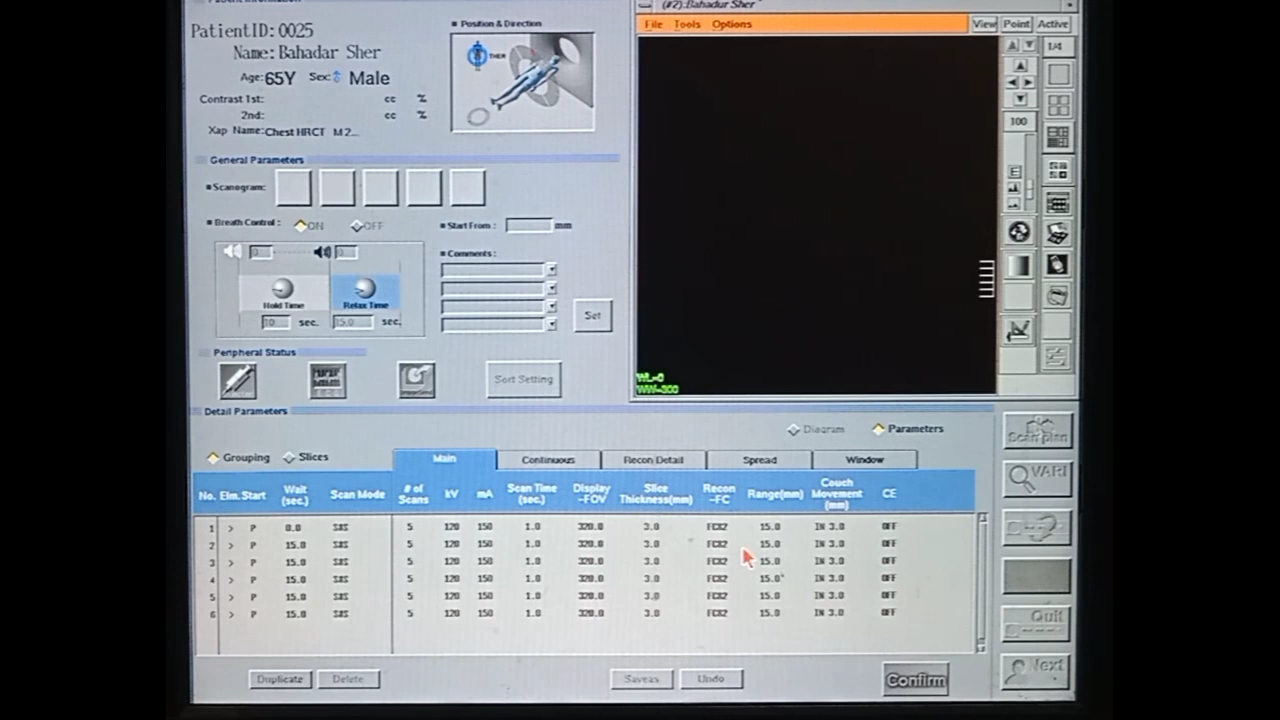 (#2):Bahadur Sher
PatientID:0025
Name:Bahadar Sher
Age:65Y Sex: Male
Contrast 1st: cc %
2nd: cc %
Xap Name:Chest HRCT M2...
Position & Direction
File Tools Options
View Point Active
1/4
100
General Parameters
Scanogram:
Breath Control: ON OFF
Start From: mm
Comments:
Hold Time Relax Time
10 sec. 15.0 sec.
Set
Peripheral Status
Sort Setting
WL=0
WW=300
Detail Parameters
Diagram Parameters
Grouping Slices
Main Continuous Recon Detail Spread Window
No. Elm. Start Wait (sec.) Scan Mode # of Scans kV mA Scan Time (sec.) Display -FOV Slice Thickness(mm) Recon -FC Range(mm) Couch Movement (mm) CE
1 > P 0.0 S&S 5 120 150 1.0 320.0 3.0 FC82 15.0 IN 3.0 OFF
2 > P 15.0 S&S 5 120 150 1.0 320.0 3.0 FC82 15.0 IN 3.0 OFF
3 > P 15.0 S&S 5 120 150 1.0 320.0 3.0 FC82 15.0 IN 3.0 OFF
4 > P 15.0 S&S 5 120 150 1.0 320.0 3.0 FC82 15.0 IN 3.0 OFF
5 > P 15.0 S&S 5 120 150 1.0 320.0 3.0 FC82 15.0 IN 3.0 OFF
6 > P 15.0 S&S 5 120 150 1.0 320.0 3.0 FC82 15.0 IN 3.0 OFF
Duplicate Delete Saveas Undo Confirm
Scan plan
VARI
Quit
Next